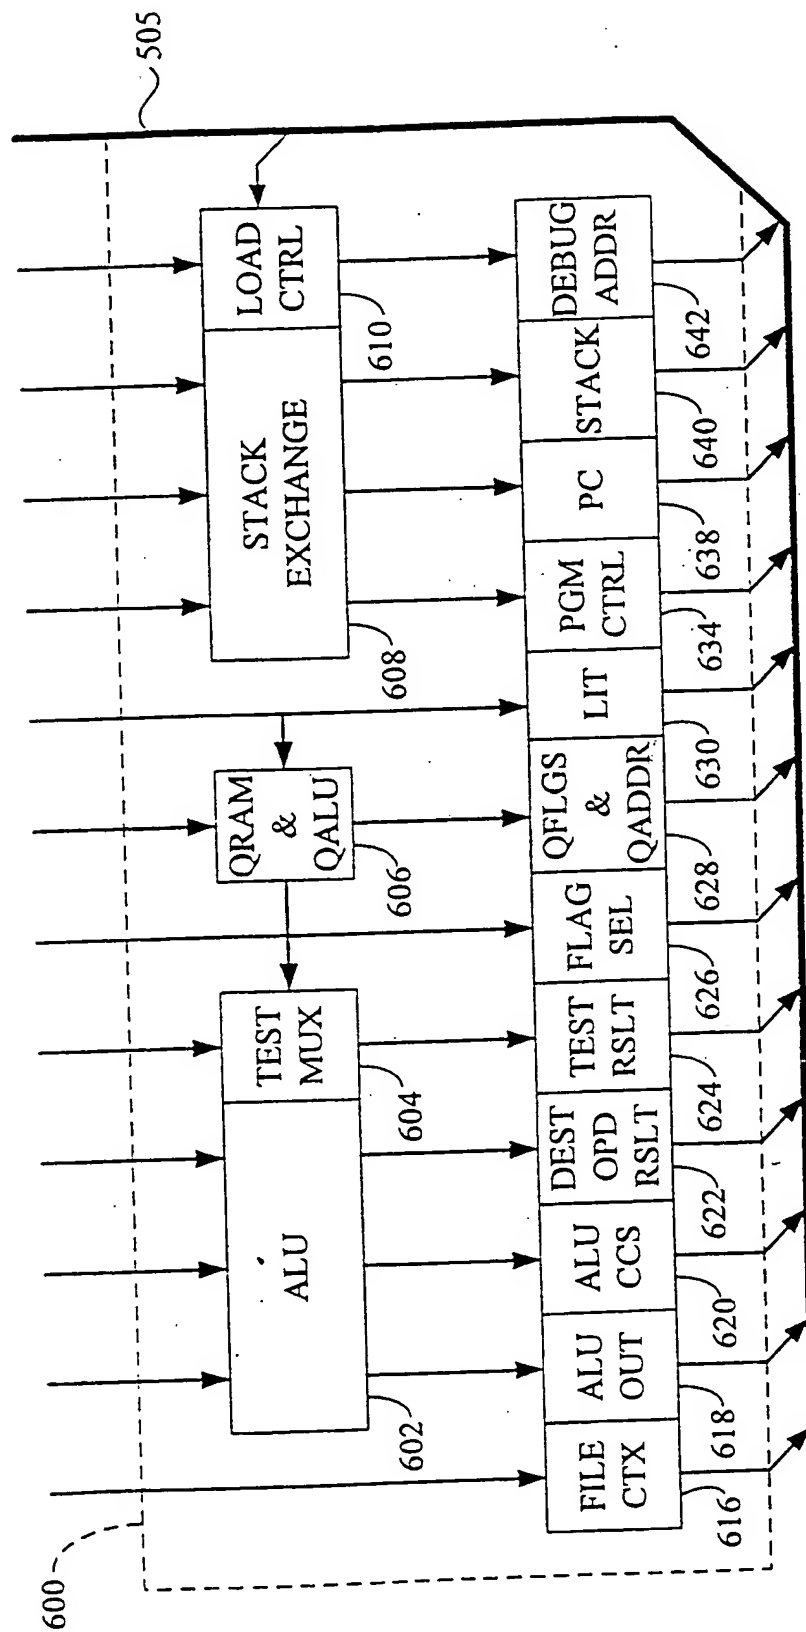 600
505
ALU
TEST
MUX
QRAM
&
QALU
STACK
EXCHANGE
LOAD
CTRL
602
604
606
608
610
FILE
CTX
ALU
OUT
ALU
CCS
DEST
OPD
RSLT
TEST
RSLT
FLAG
SEL
QFLGS
&
QADDR
LIT
PGM
CTRL
PC
STACK
DEBUG
ADDR
616
618
620
622
624
626
628
630
634
638
640
642